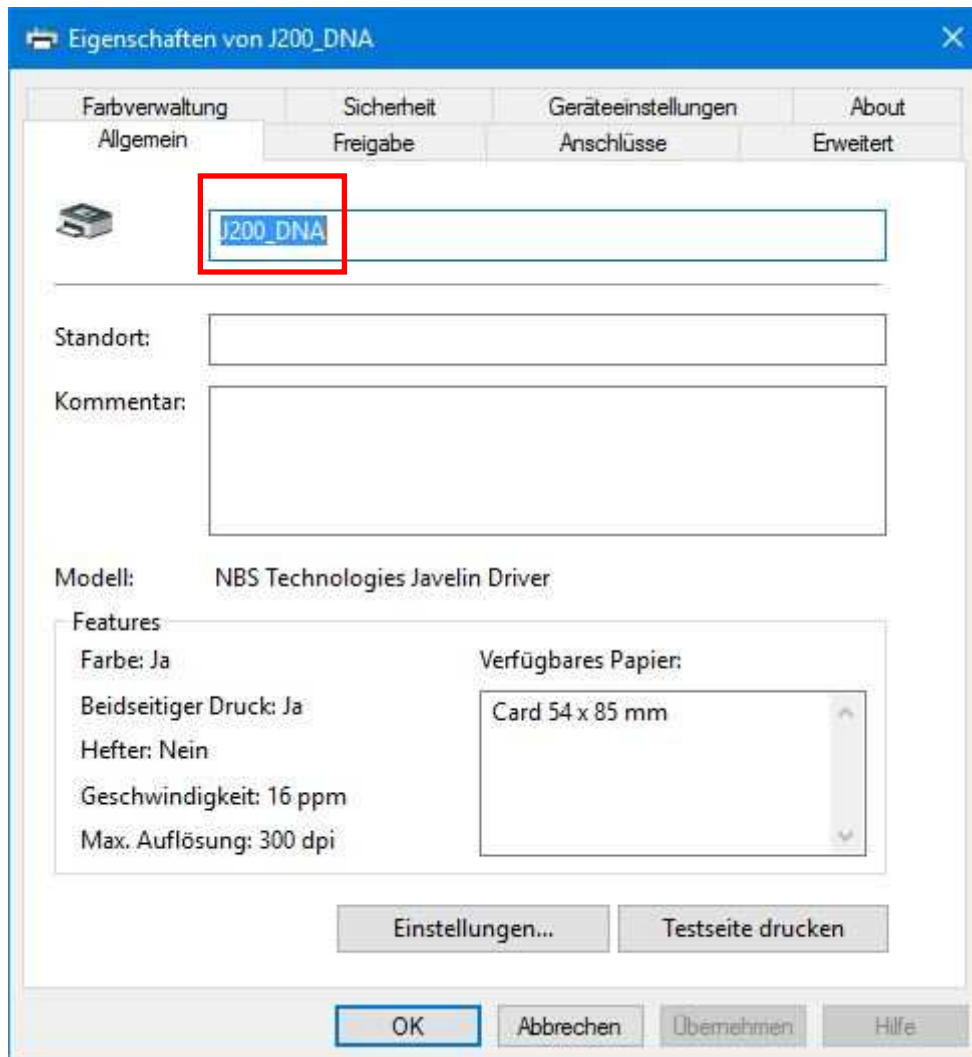 Eigenschaften von J200_DNA
Farbverwaltung Sicherheit Geräteeinstellungen About
Allgemein Freigabe Anschlüsse Erweitert
J200_DNA
Standort:
Kommentar:
Modell: NBS Technologies Javelin Driver
Features
Farbe: Ja Verfügbares Papier:
Beidseitiger Druck: Ja Card 54 x 85 mm
Hefter: Nein
Geschwindigkeit: 16 ppm
Max. Auflösung: 300 dpi
Einstellungen... Testseite drucken
OK Abbrechen Übernehmen Hilfe